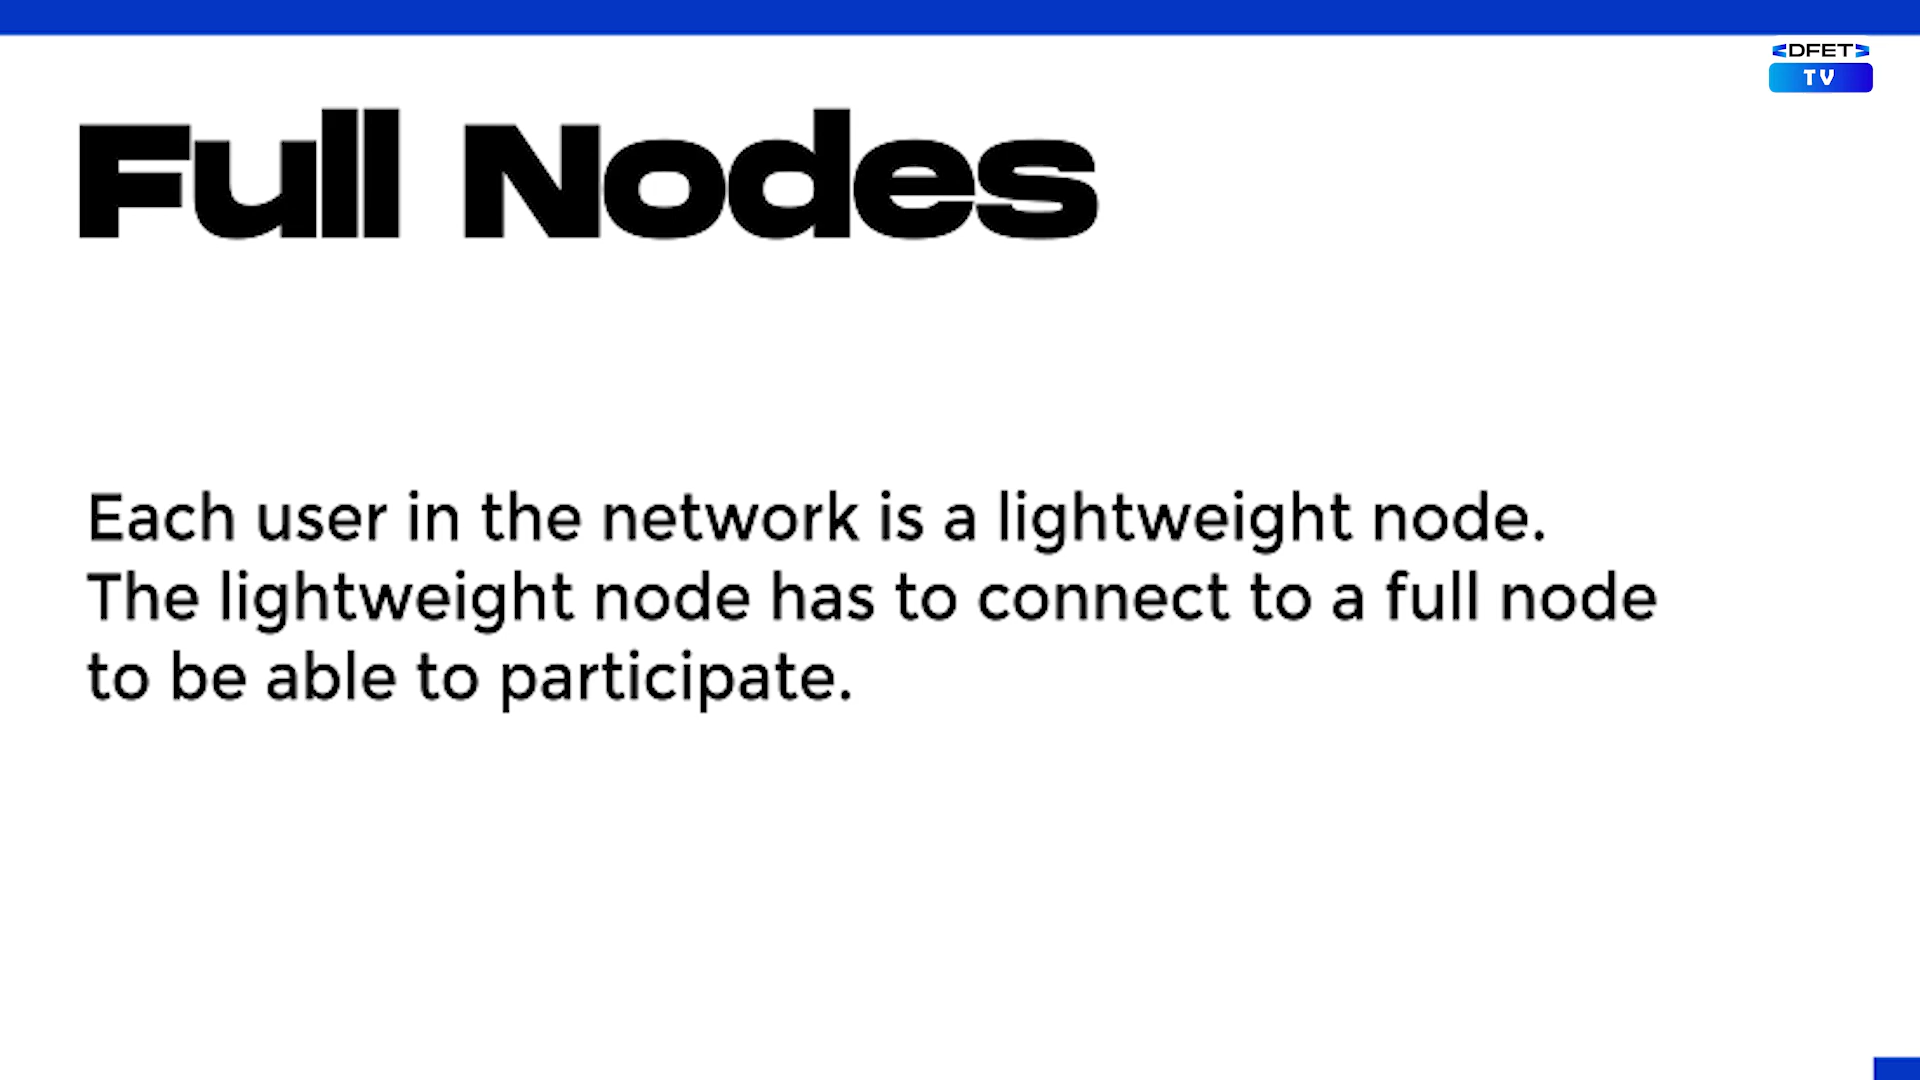 <DFET>
TV
Full Nodes
Each user in the network is a lightweight node.
The lightweight node has to connect to a full node
to be able to participate.